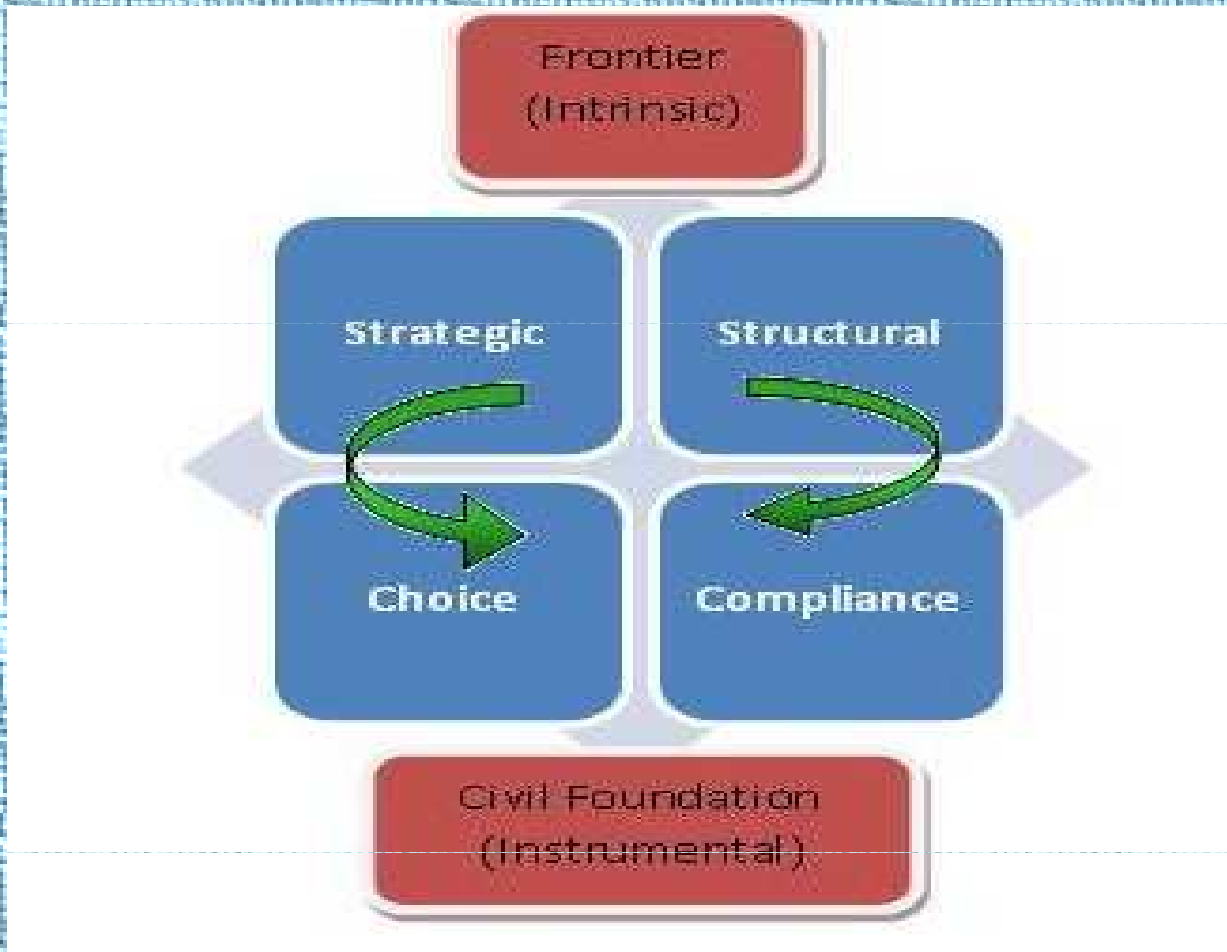 Frontier
(Intrinsic)
Strategic
Structural
Choice
Compliance
Civil Foundation
(Instrumental)